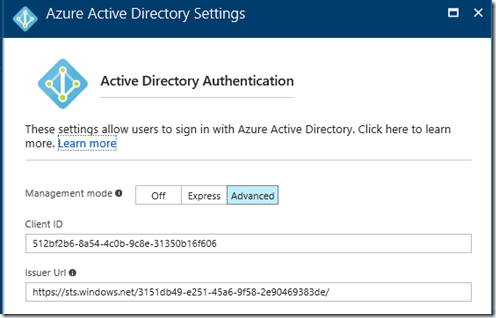 Azure Active Directory Settings
Active Directory Authentication
These settings allow users to sign in with Azure Active Directory. Click here to learn
more. Learn more
Management mode Off Express Advanced
Client ID
512bf2b6-8a54-4c0b-9c8e-31350b16f606
Issuer Url
https://sts.windows.net/3151db49-e251-45a6-9f58-2e90469383de/